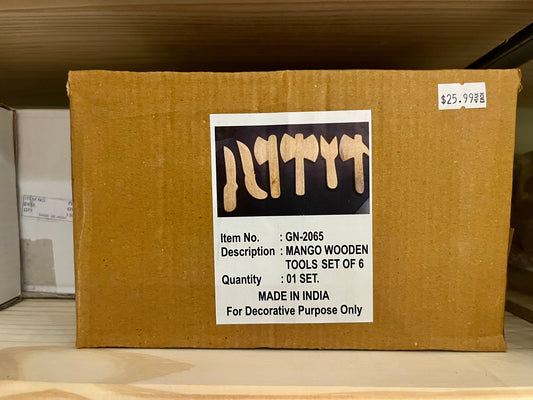 $25.99
Item No. : GN-2065
Description : MANGO WOODEN
TOOLS SET OF 6
Quantity : 01 SET.
MADE IN INDIA
For Decorative Purpose Only